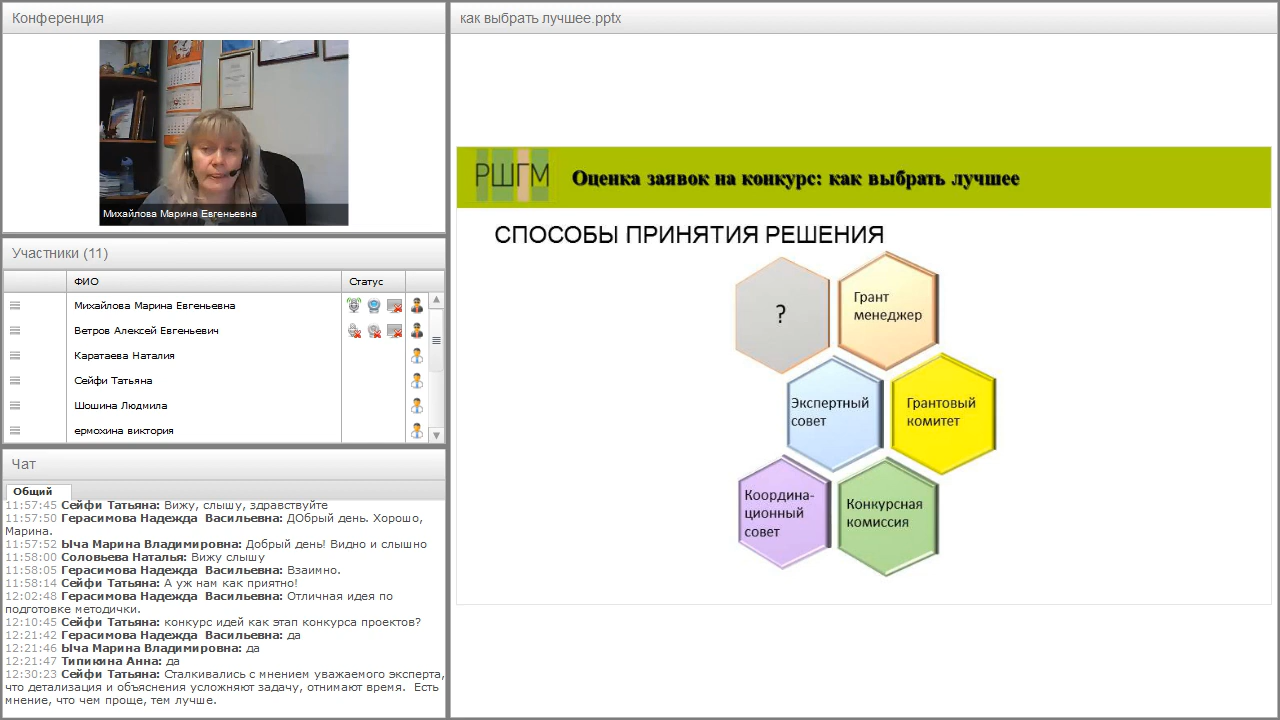 Конференция
Михайлова Марина Евгеньевна
Участники (11)
ФИО Статус
Михайлова Марина Евгеньевна
Ветров Алексей Евгеньевич
Каратаева Наталия
Сейфи Татьяна
Шошина Людмила
ермохина виктория
Чат
Общий
11:57:45 Сейфи Татьяна: Вижу, слышу, здравствуйте
11:57:50 Герасимова Надежда Васильевна: ДОбрый день. Хорошо,
Марина.
11:57:52 Ыча Марина Владимировна: Добрый день! Видно и слышно
11:58:00 Соловьева Наталья: Вижу слышу
11:58:05 Герасимова Надежда Васильевна: Взаимно.
11:58:14 Сейфи Татьяна: А уж нам как приятно!
12:02:48 Герасимова Надежда Васильевна: Отличная идея по
подготовке методички.
12:10:45 Сейфи Татьяна: конкурс идей как этап конкурса проектов?
12:21:42 Герасимова Надежда Васильевна: да
12:21:46 Ыча Марина Владимировна: да
12:21:47 Типикина Анна: да
12:30:23 Сейфи Татьяна: Сталкивались с мнением уважаемого эксперта,
что детализация и объяснения усложняют задачу, отнимают время. Есть
мнение, что чем проще, тем лучше.
как выбрать лучшее.pptx
РШГМ
Оценка заявок на конкурс: как выбрать лучшее
СПОСОБЫ ПРИНЯТИЯ РЕШЕНИЯ
?
Грант
менеджер
Экспертный
совет
Грантовый
комитет
Координа-
ционный
совет
Конкурсная
комиссия